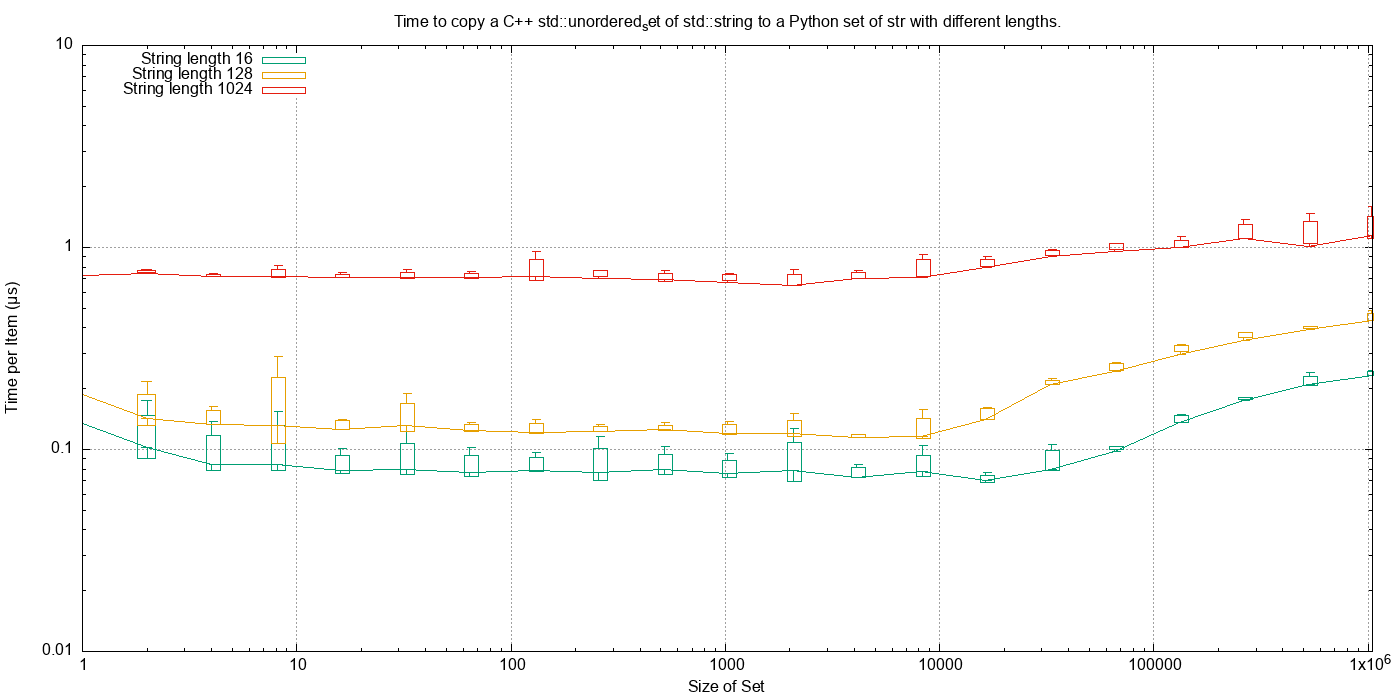 Time to copy a C++ std::unordered_set of std::string to a Python set of str with different lengths.
String length 16
String length 128
String length 1024
Time per Item (µs)
10
1
0.1
0.01
1
10
100
1000
10000
100000
1x10⁶
Size of Set